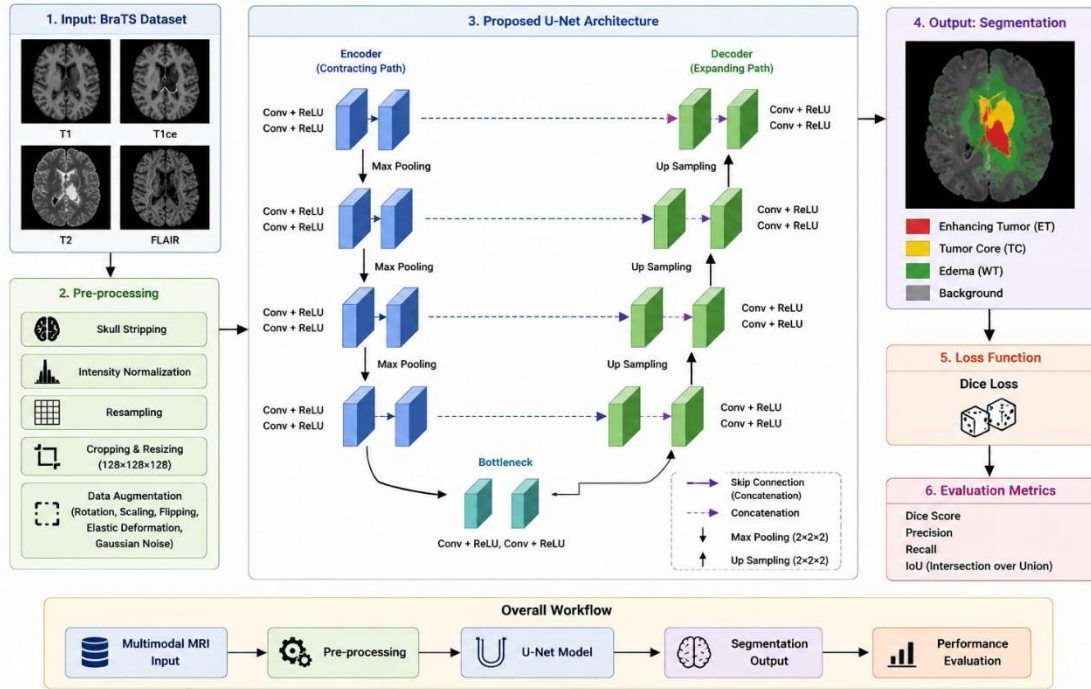 1. Input: BraTS Dataset
T1
T1ce
T2
FLAIR
2. Pre-processing
Skull Stripping
Intensity Normalization
Resampling
Cropping & Resizing
(128×128×128)
Data Augmentation
(Rotation, Scaling, Flipping,
Elastic Deformation,
Gaussian Noise)
3. Proposed U-Net Architecture
Encoder
(Contracting Path)
Decoder
(Expanding Path)
Conv + ReLU
Conv + ReLU
Conv + ReLU
Conv + ReLU
Max Pooling
Up Sampling
Conv + ReLU
Conv + ReLU
Conv + ReLU
Conv + ReLU
Max Pooling
Up Sampling
Conv + ReLU
Conv + ReLU
Conv + ReLU
Conv + ReLU
Max Pooling
Up Sampling
Conv + ReLU
Conv + ReLU
Conv + ReLU
Conv + ReLU
Bottleneck
Conv + ReLU, Conv + ReLU
Skip Connection
(Concatenation)
Concatenation
Max Pooling (2×2×2)
Up Sampling (2×2×2)
4. Output: Segmentation
Enhancing Tumor (ET)
Tumor Core (TC)
Edema (WT)
Background
5. Loss Function
Dice Loss
6. Evaluation Metrics
Dice Score
Precision
Recall
IoU (Intersection over Union)
Overall Workflow
Multimodal MRI
Input
Pre-processing
U-Net Model
Segmentation
Output
Performance
Evaluation